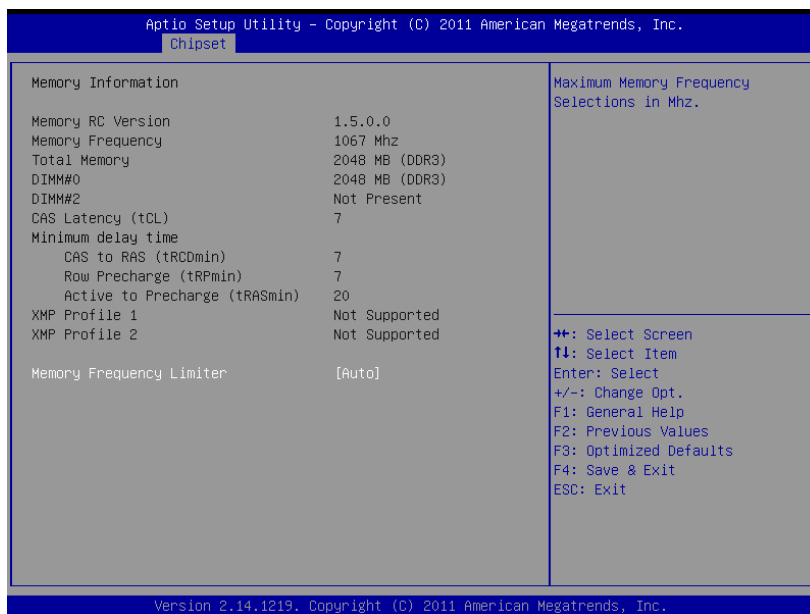 Aptio Setup Utility – Copyright (C) 2011 American Megatrends, Inc.
Chipset
Memory Information
Memory RC Version 1.5.0.0
Memory Frequency 1067 Mhz
Total Memory 2048 MB (DDR3)
DIMM#0 2048 MB (DDR3)
DIMM#2 Not Present
CAS Latency (tCL) 7
Minimum delay time
CAS to RAS (tRCDmin) 7
Row Precharge (tRPmin) 7
Active to Precharge (tRASmin) 20
XMP Profile 1 Not Supported
XMP Profile 2 Not Supported
Memory Frequency Limiter [Auto]
Maximum Memory Frequency
Selections in Mhz.
→←: Select Screen
↑↓: Select Item
Enter: Select
+/-: Change Opt.
F1: General Help
F2: Previous Values
F3: Optimized Defaults
F4: Save & Exit
ESC: Exit
Version 2.14.1219. Copyright (C) 2011 American Megatrends, Inc.